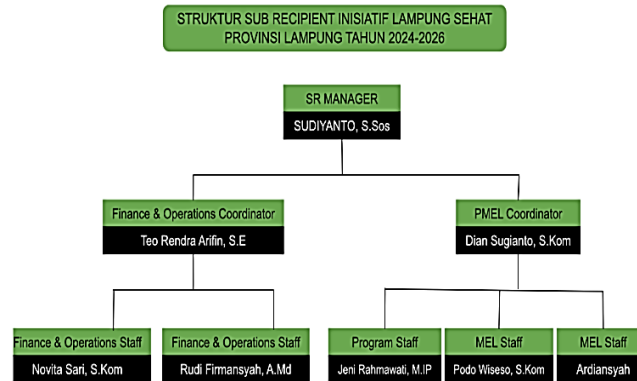 STRUKTUR SUB RECIPIENT INISIATIF LAMPUNG SEHAT
PROVINSI LAMPUNG TAHUN 2024-2026
SR MANAGER
SUDIYANTO, S.Sos
Finance & Operations Coordinator
Teo Rendra Arifin, S.E
PMEL Coordinator
Dian Sugianto, S.Kom
Finance & Operations Staff
Novita Sari, S.Kom
Finance & Operations Staff
Rudi Firmansyah, A.Md
Program Staff
Jeni Rahmawati, M.IP
MEL Staff
Podo Wiseso, S.Kom
MEL Staff
Ardiansyah